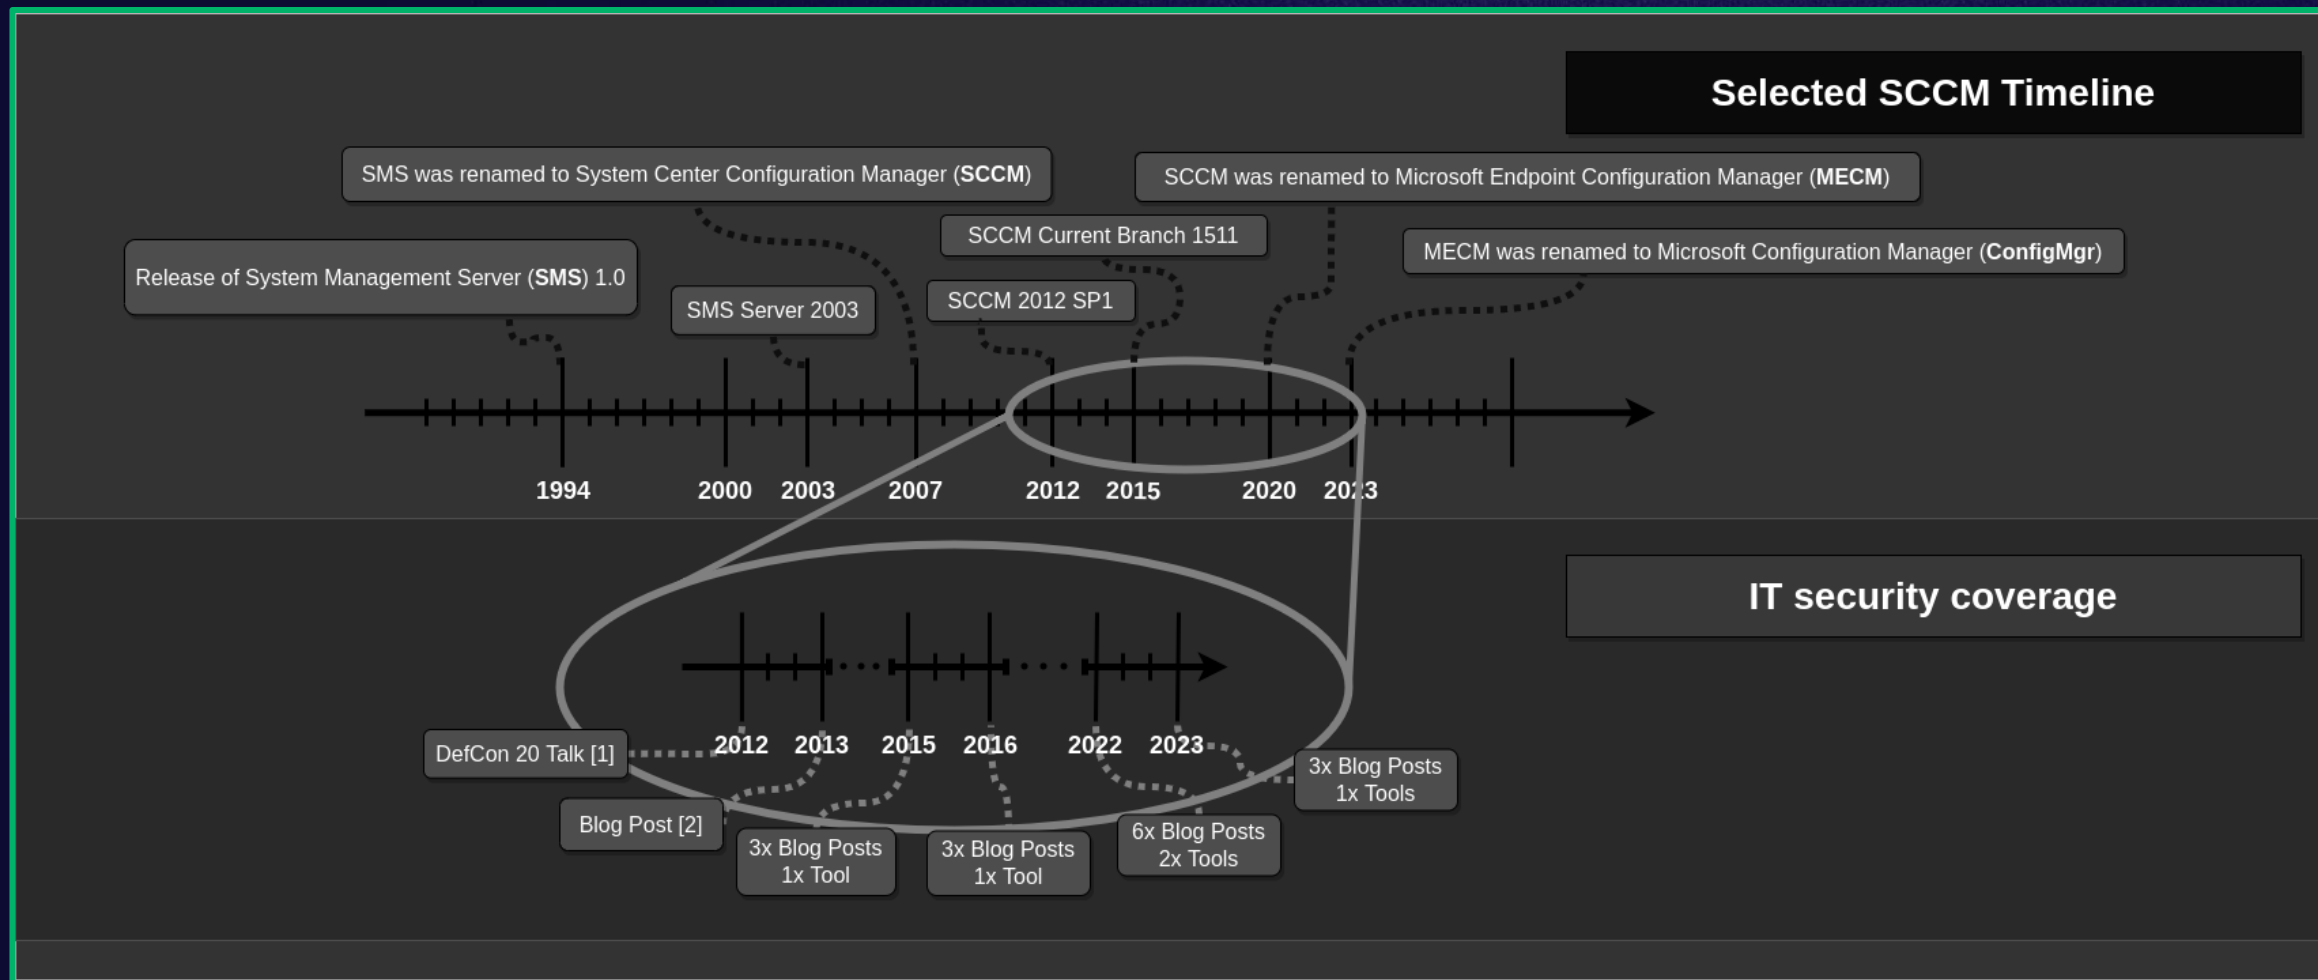 Selected SCCM Timeline
SMS was renamed to System Center Configuration Manager (SCCM)
SCCM was renamed to Microsoft Endpoint Configuration Manager (MECM)
SCCM Current Branch 1511
MECM was renamed to Microsoft Configuration Manager (ConfigMgr)
Release of System Management Server (SMS) 1.0
SMS Server 2003
SCCM 2012 SP1
1994 2000 2003 2007 2012 2015 2020 2023
IT security coverage
2012 2013 2015 2016 2022 2023
DefCon 20 Talk [1]
Blog Post [2]
3x Blog Posts
1x Tool
3x Blog Posts
1x Tool
6x Blog Posts
2x Tools
3x Blog Posts
1x Tools